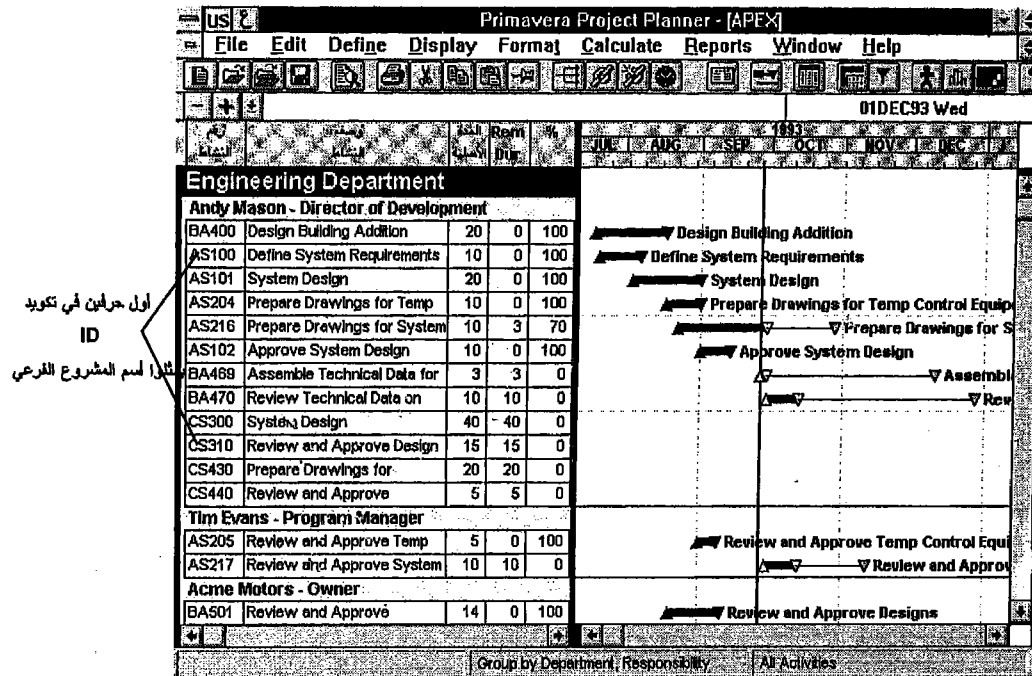 US
Primavera Project Planner - [APEX]
File Edit Define Display Format Calculate Reports Window Help
01DEC93 Wed
رقم النشاط
وصف النشاط
المدة الأصلية
Rem Dur
%
1993
JUL AUG SEP OCT NOV DEC J
Engineering Department
Andy Mason - Director of Development
BA400 Design Building Addition 20 0 100 Design Building Addition
AS100 Define System Requirements 10 0 100 Define System Requirements
AS101 System Design 20 0 100 System Design
AS204 Prepare Drawings for Temp 10 0 100 Prepare Drawings for Temp Control Equip
AS216 Prepare Drawings for System 10 3 70 Prepare Drawings for S
AS102 Approve System Design 10 0 100 Approve System Design
BA469 Assemble Technical Data for 3 3 0 Assembl
BA470 Review Technical Data on 10 10 0 Rev
CS300 System Design 40 40 0
CS310 Review and Approve Design 15 15 0
CS430 Prepare Drawings for 20 20 0
CS440 Review and Approve 5 5 0
Tim Evans - Program Manager
AS205 Review and Approve Temp 5 0 100 Review and Approve Temp Control Equi
AS217 Review and Approve System 10 10 0 Review and Approv
Acme Motors - Owner
BA501 Review and Approve 14 0 100 Review and Approve Designs
Group by Department, Responsibility All Activities
أول حرفين في تكويد
ID
أسم المشروع الفرعي